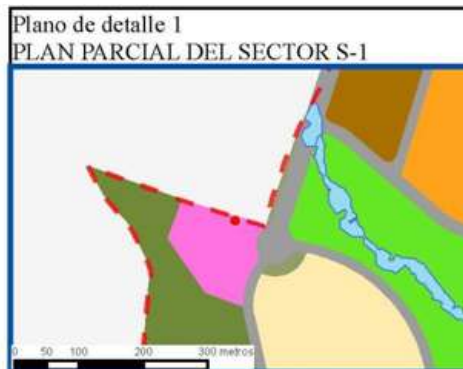 Plano de detalle 1
PLAN PARCIAL DEL SECTOR S-1
0 50 100 200 300 metros